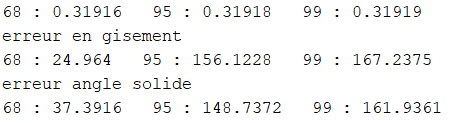 68 : 0.31916   95 : 0.31918   99 : 0.31919
erreur en gisement
68 : 24.964   95 : 156.1228   99 : 167.2375
erreur angle solide
68 : 37.3916   95 : 148.7372   99 : 161.9361